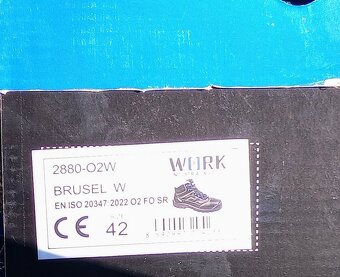 2880-O2W
WORK
BRUSEL W
EN ISO 20347:2022 O2 FO SR
CE
42